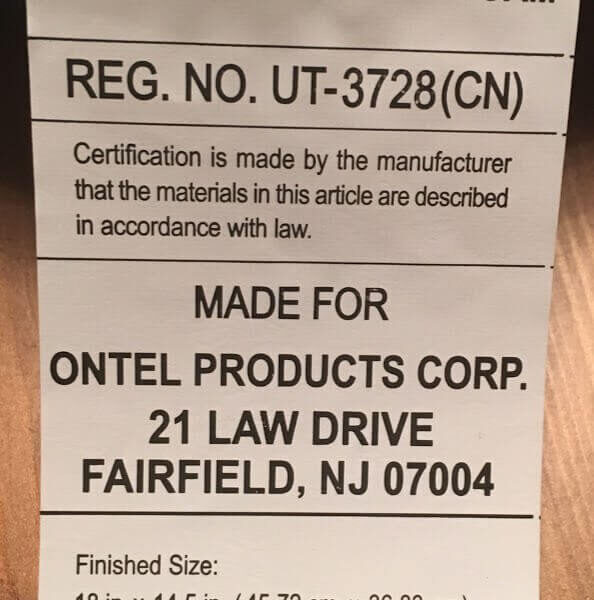 REG. NO. UT-3728(CN)
Certification is made by the manufacturer
that the materials in this article are described
in accordance with law.
MADE FOR
ONTEL PRODUCTS CORP.
21 LAW DRIVE
FAIRFIELD, NJ 07004
Finished Size: